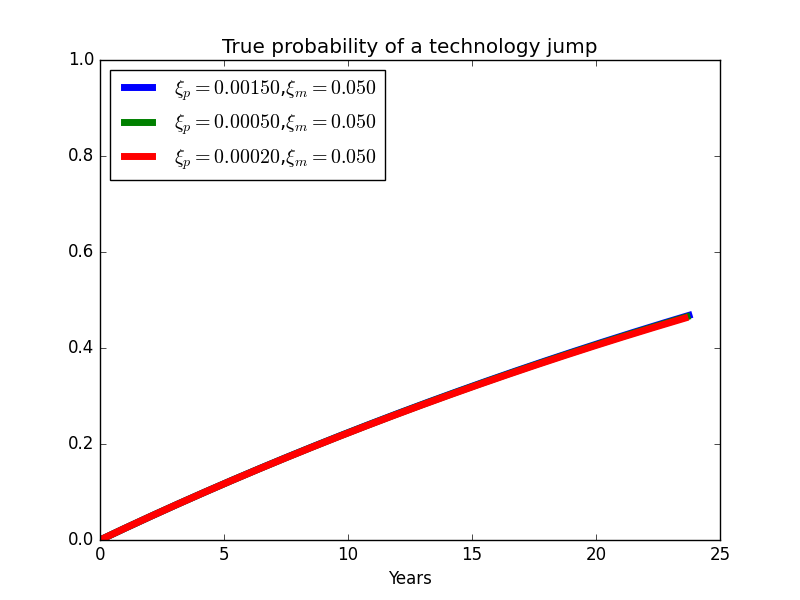 True probability of a technology jump
1.0
ξp = 0.00150,ξm = 0.050
ξp = 0.00050,ξm = 0.050
ξp = 0.00020,ξm = 0.050
0.8
0.6
0.4
0.2
0.0
0 5 10 15 20 25
Years